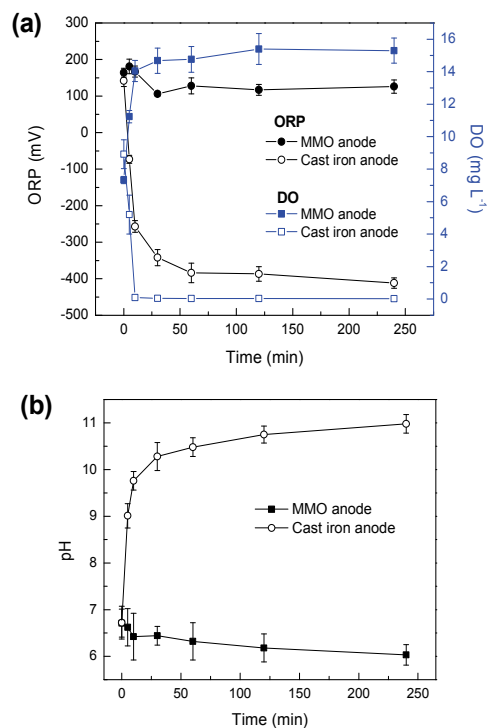 (a)
300
200
100
0
-100
-200
-300
-400
-500
ORP (mV)
16
14
12
10
8
6
4
2
0
DO (mg L⁻¹)
ORP
MMO anode
Cast iron anode
DO
MMO anode
Cast iron anode
0 50 100 150 200 250
Time (min)
(b)
11
10
9
8
7
6
pH
MMO anode
Cast iron anode
0 50 100 150 200 250
Time (min)